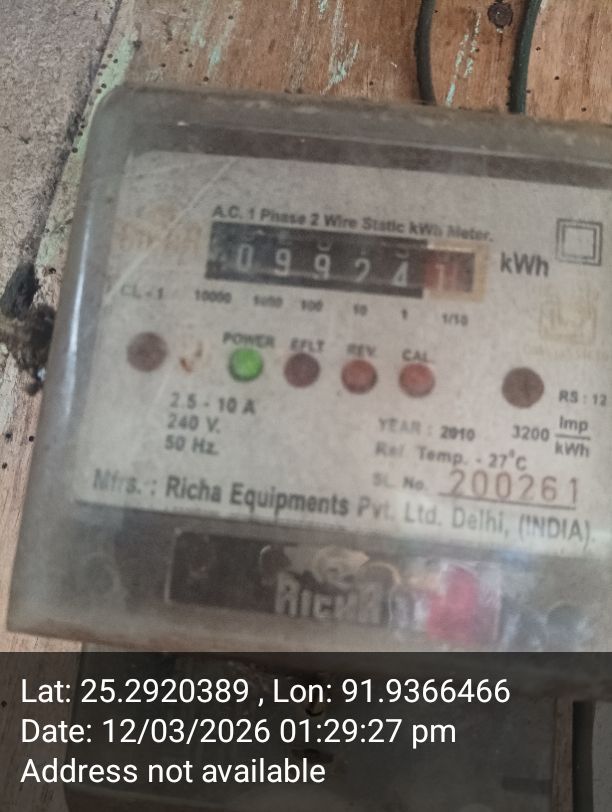 A.C. 1 Phase 2 Wire Static kWh Meter.
09924 1 kWh
CL-1 10000 1000 100 10 1 1/10
POWER EFLT REV. CAL.
2.5 - 10 A
240 V.
50 Hz.
RS : 12
YEAR : 2010 3200 Imp/kWh
Ref. Temp. - 27°C
SL. No. 200261
Mfrs. : Richa Equipments Pvt. Ltd. Delhi, (INDIA).
RICHA
Lat: 25.2920389 , Lon: 91.9366466
Date: 12/03/2026 01:29:27 pm
Address not available